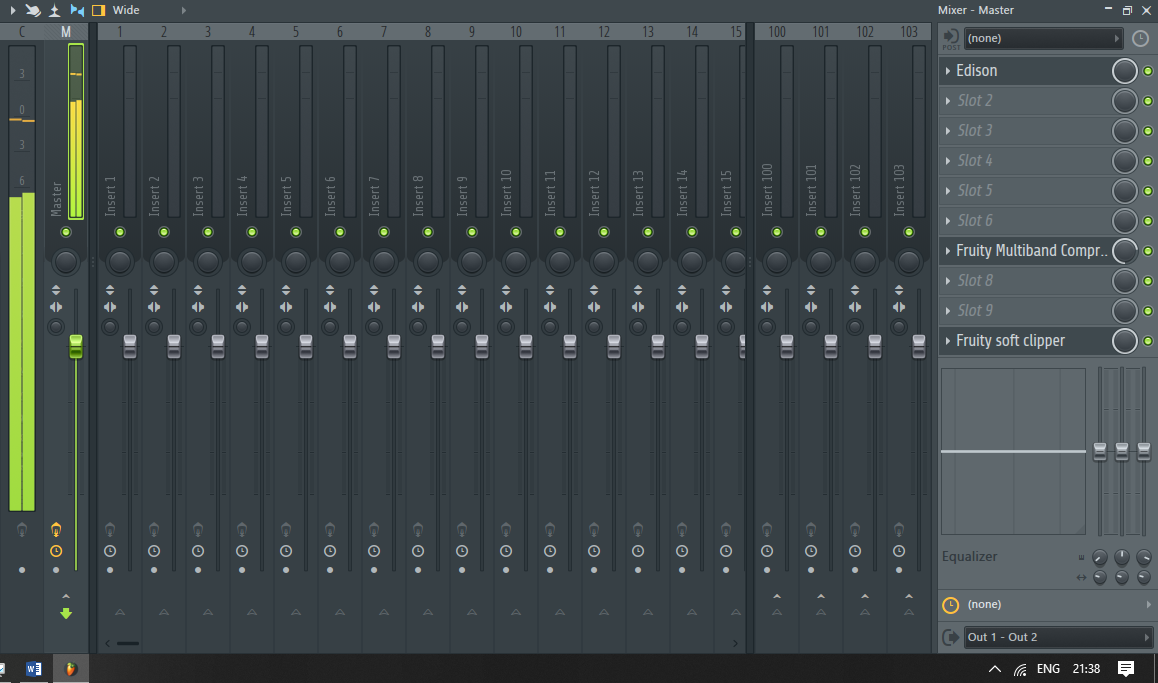 Wide
Mixer - Master
C M 1 2 3 4 5 6 7 8 9 10 11 12 13 14 15 100 101 102 103
3
0
3
6
Master
Insert 1
Insert 2
Insert 3
Insert 4
Insert 5
Insert 6
Insert 7
Insert 8
Insert 9
Insert 10
Insert 11
Insert 12
Insert 13
Insert 14
Insert 15
Insert 100
Insert 101
Insert 102
Insert 103
POST
(none)
Edison
Slot 2
Slot 3
Slot 4
Slot 5
Slot 6
Fruity Multiband Compr..
Slot 8
Slot 9
Fruity soft clipper
Equalizer
(none)
Out 1 - Out 2
W
ENG
21:38